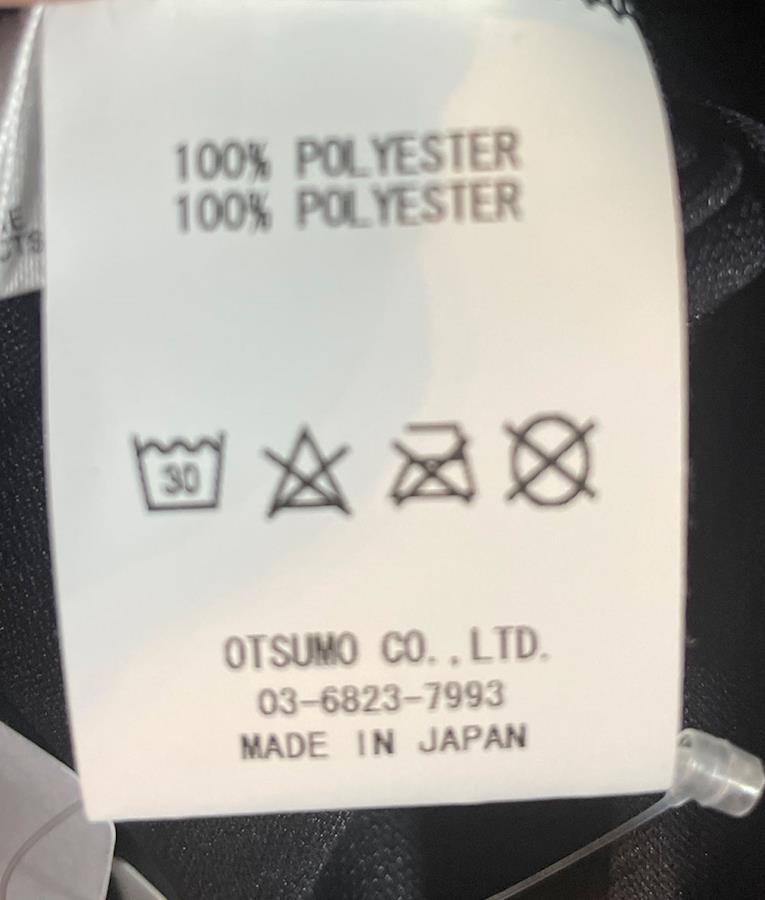 100% POLYESTER
100% POLYESTER
30
OTSUMO CO.,LTD.
03-6823-7993
MADE IN JAPAN